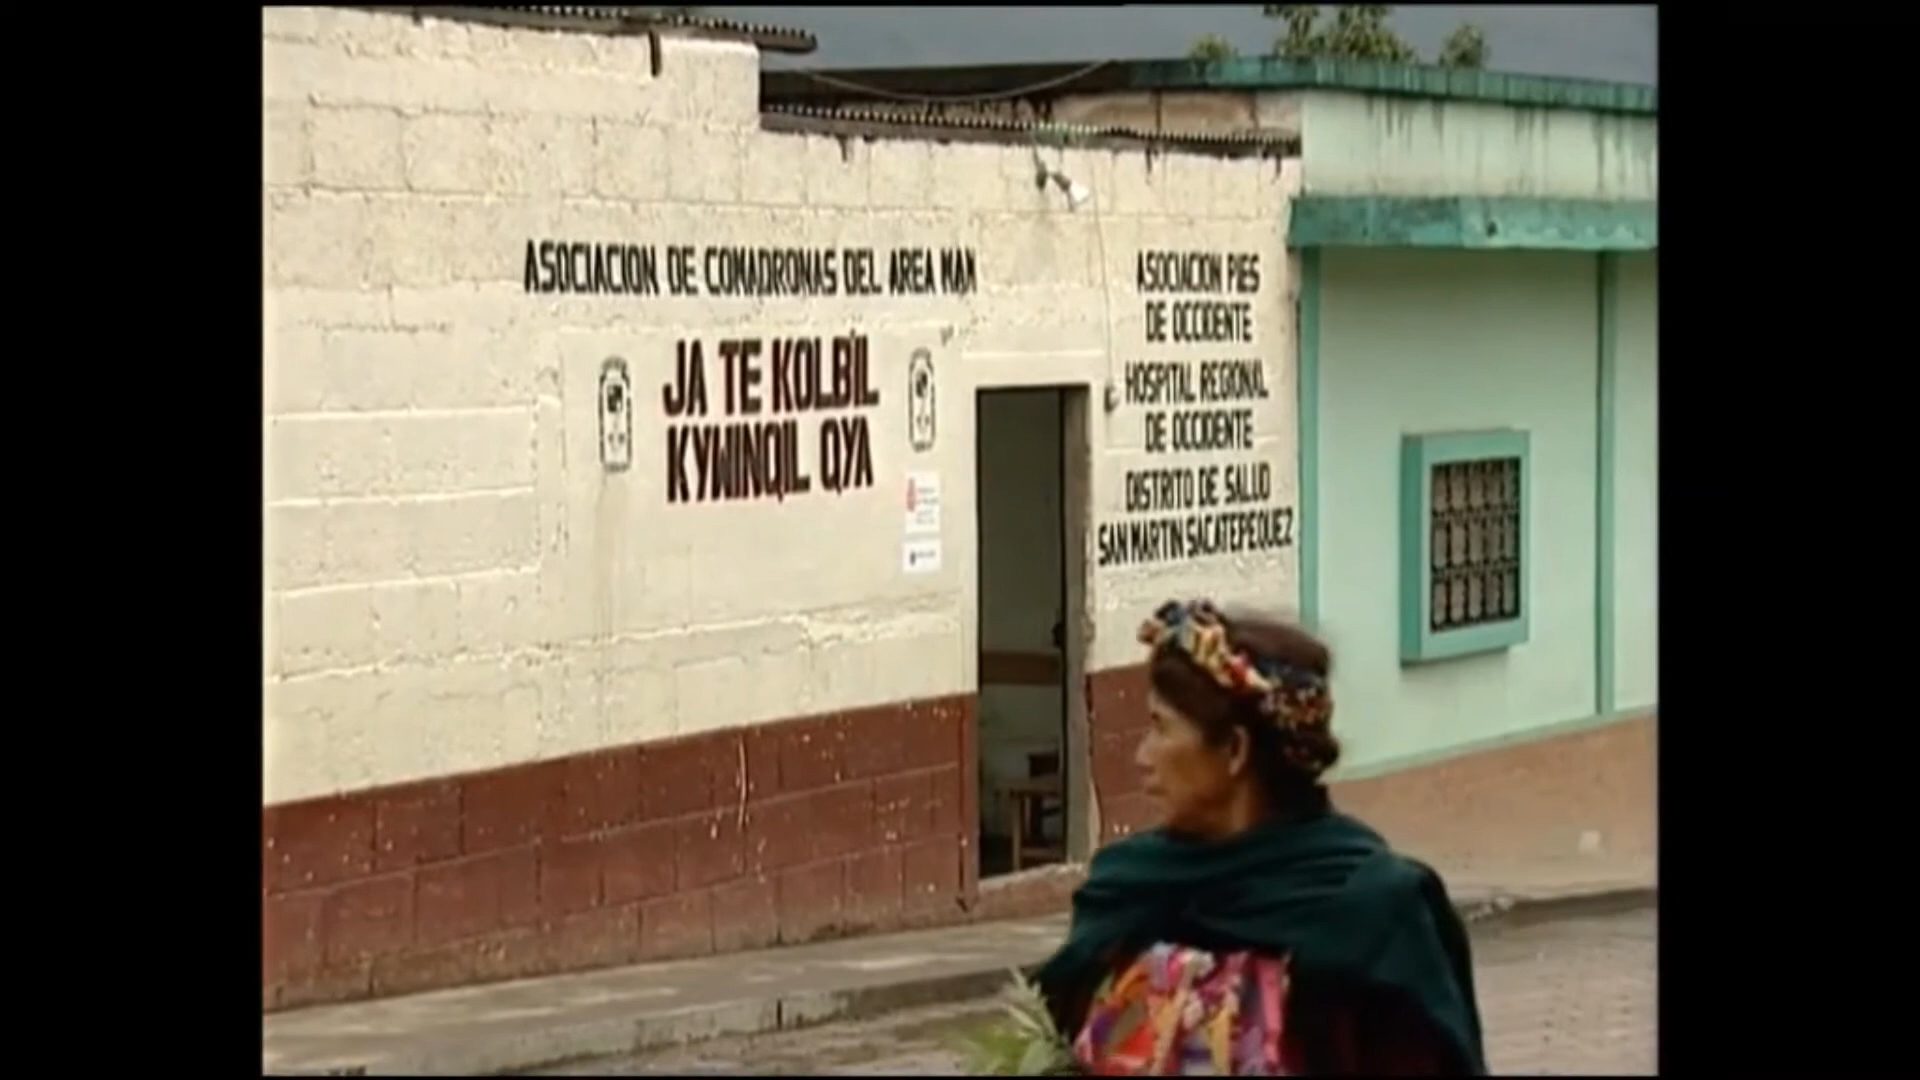 ASOCIACION DE COMADRONAS DEL AREA MAM
JA TE KOLBIL
KYWINQIL QYA
ASOCIACION PIES
DE OCCIDENTE
HOSPITAL REGIONAL
DE OCCIDENTE
DISTRITO DE SALUD
SAN MARTIN SACATEPEQUEZ